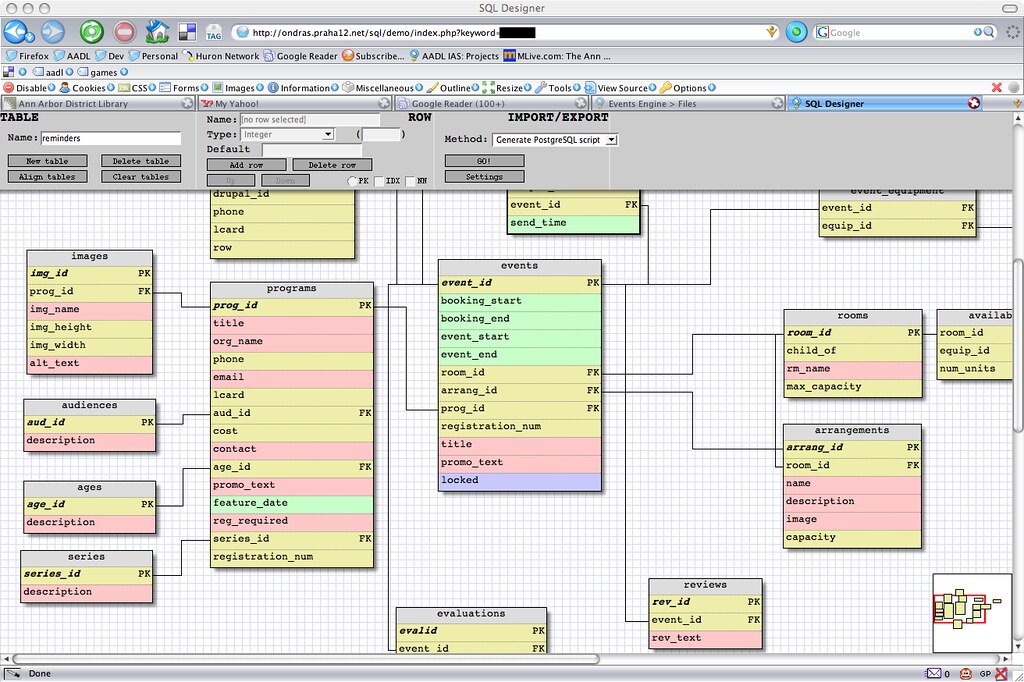 SQL Designer
TAG
http://ondras.praha12.net/sql/demo/index.php?keyword=
Google
Firefox AADL Dev Personal Huron Network Google Reader Subscribe... AADL IAS: Projects MLive.com: The Ann ...
aadl games
Disable Cookies CSS Forms Images Information Miscellaneous Outline Resize Tools View Source Options
Ann Arbor District Library My Yahoo! Google Reader (100+) Events Engine > Files SQL Designer
TABLE
Name: reminders
New table Delete table
Align tables Clear tables
Name: [no row selected] ROW
Type: Integer ( )
Default
Add row Delete row
Up Down PK IDX NN
IMPORT/EXPORT
Method: Generate PostgreSQL script
GO!
Settings
drupal_id
phone
lcard
row
event_id FK
send_time
event_equipment
event_id FK
equip_id FK
images
img_id PK
prog_id FK
img_name
img_height
img_width
alt_text
audiences
aud_id PK
description
ages
age_id PK
description
series
series_id PK
description
programs
prog_id PK
title
org_name
phone
email
lcard
aud_id FK
cost
contact
age_id FK
promo_text
feature_date
reg_required
series_id FK
registration_num
events
event_id PK
booking_start
booking_end
event_start
event_end
room_id FK
arrang_id FK
prog_id FK
registration_num
title
promo_text
locked
evaluations
evalid PK
event_id FK
rooms
room_id PK
child_of
rm_name
max_capacity
availab
room_id
equip_id
num_units
arrangements
arrang_id PK
room_id FK
name
description
image
capacity
reviews
rev_id PK
event_id FK
rev_text
Done
0 GP